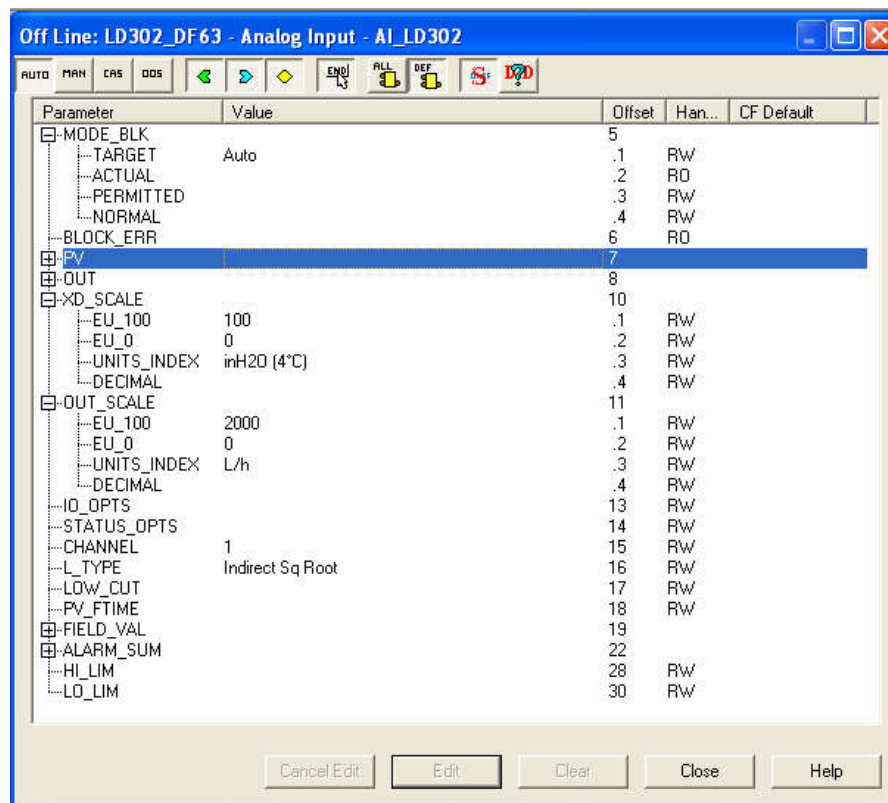 Off Line: LD302_DF63 - Analog Input - AI_LD302
AUTO MAN CAS OOS END ALL DEF
Parameter Value Offset Han... CF Default
MODE_BLK 5
TARGET Auto .1 RW
ACTUAL .2 RO
PERMITTED .3 RW
NORMAL .4 RW
BLOCK_ERR 6 RO
PV 7
OUT 8
XD_SCALE 10
EU_100 100 .1 RW
EU_0 0 .2 RW
UNITS_INDEX inH2O (4°C) .3 RW
DECIMAL .4 RW
OUT_SCALE 11
EU_100 2000 .1 RW
EU_0 0 .2 RW
UNITS_INDEX L/h .3 RW
DECIMAL .4 RW
IO_OPTS 13 RW
STATUS_OPTS 14 RW
CHANNEL 1 15 RW
L_TYPE Indirect Sq Root 16 RW
LOW_CUT 17 RW
PV_FTIME 18 RW
FIELD_VAL 19
ALARM_SUM 22
HI_LIM 28 RW
LO_LIM 30 RW
Cancel Edit Edit Clear Close Help